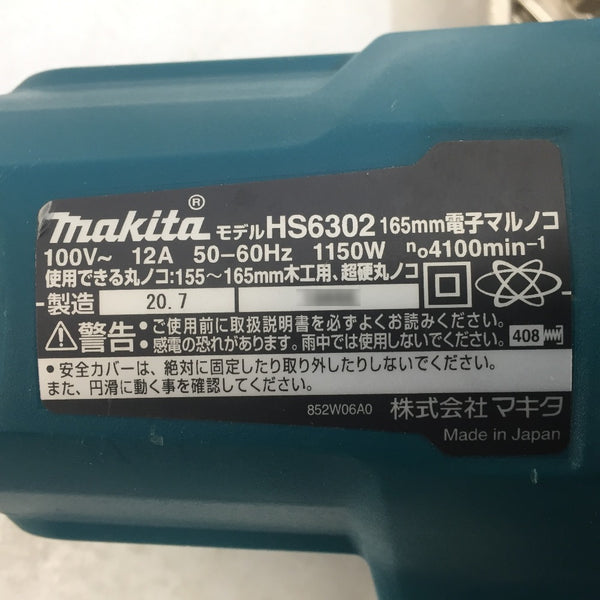 makita® モデルHS6302 165mm電子マルノコ
100V～ 12A 50-60Hz 1150W n₀4100min⁻¹
使用できる丸ノコ:155～165mm木工用、超硬丸ノコ
製造 20.7
警告:•ご使用前に取扱説明書を必ずよくお読みください。
•感電の恐れがあります。雨中では使用しないでください。
408
•安全カバーは、絶対に固定したり取り外したりしないでください。
また、円滑に動く事を確認してください。
852W06A0 株式会社 マキタ
Made in Japan